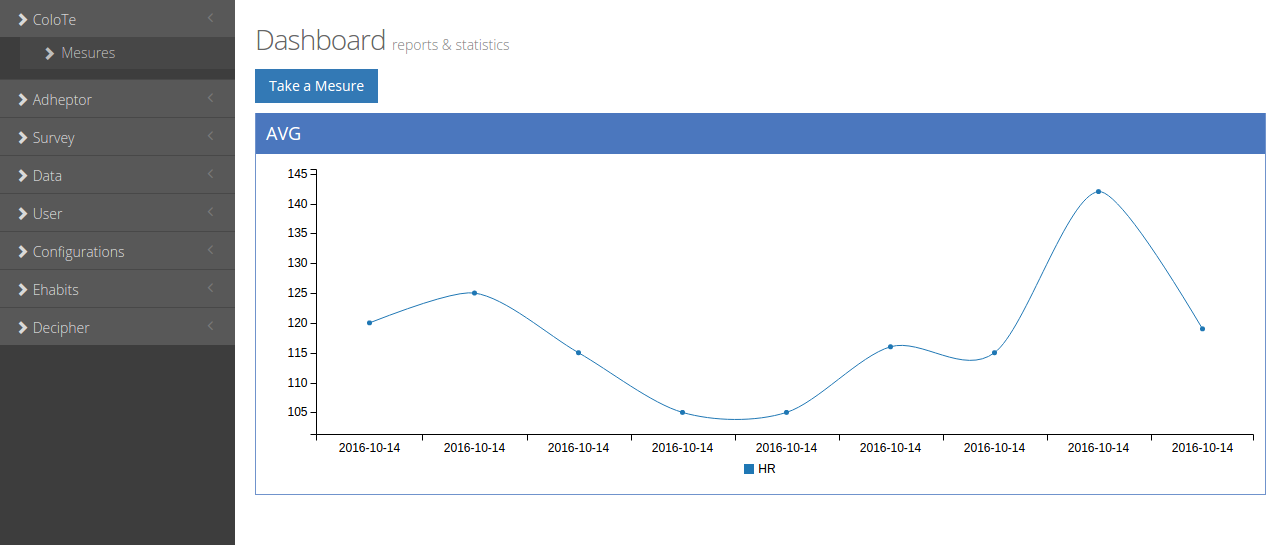 ColoTe
Mesures
Adheptor
Survey
Data
User
Configurations
Ehabits
Decipher
Dashboard reports & statistics
Take a Mesure
AVG
145
140
135
130
125
120
115
110
105
2016-10-14 2016-10-14 2016-10-14 2016-10-14 2016-10-14 2016-10-14 2016-10-14 2016-10-14 2016-10-14
HR